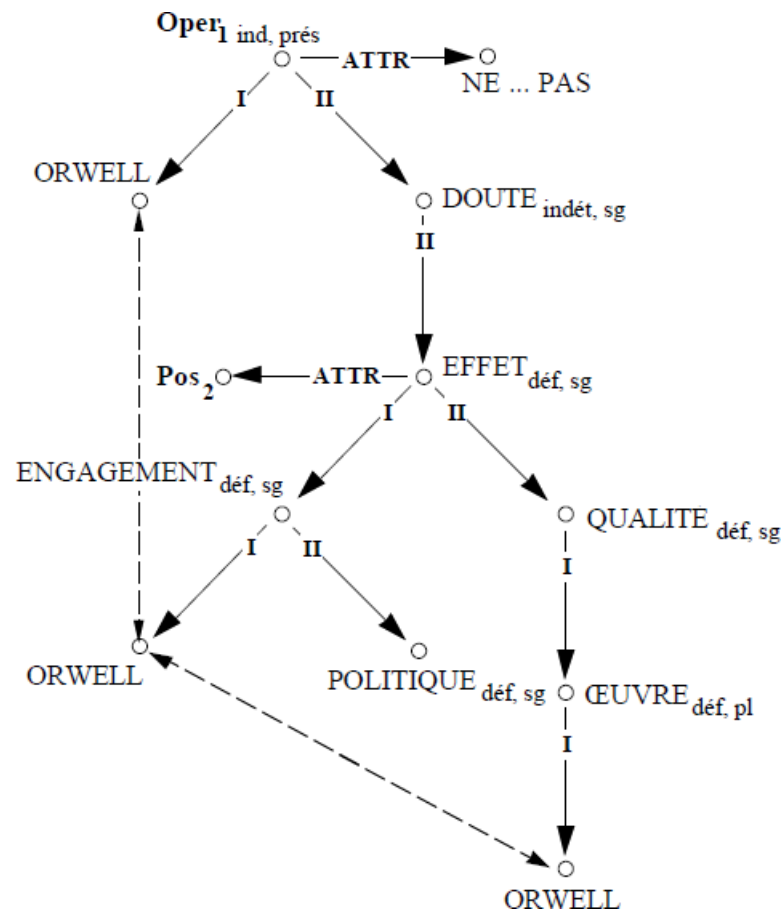 Oper1 ind, prés
ATTR
NE ... PAS
I
II
ORWELL
DOUTE indét, sg
II
Pos2
ATTR
EFFET déf, sg
I
II
ENGAGEMENT déf, sg
QUALITE déf, sg
I
II
I
ORWELL
POLITIQUE déf, sg
ŒUVRE déf, pl
I
ORWELL